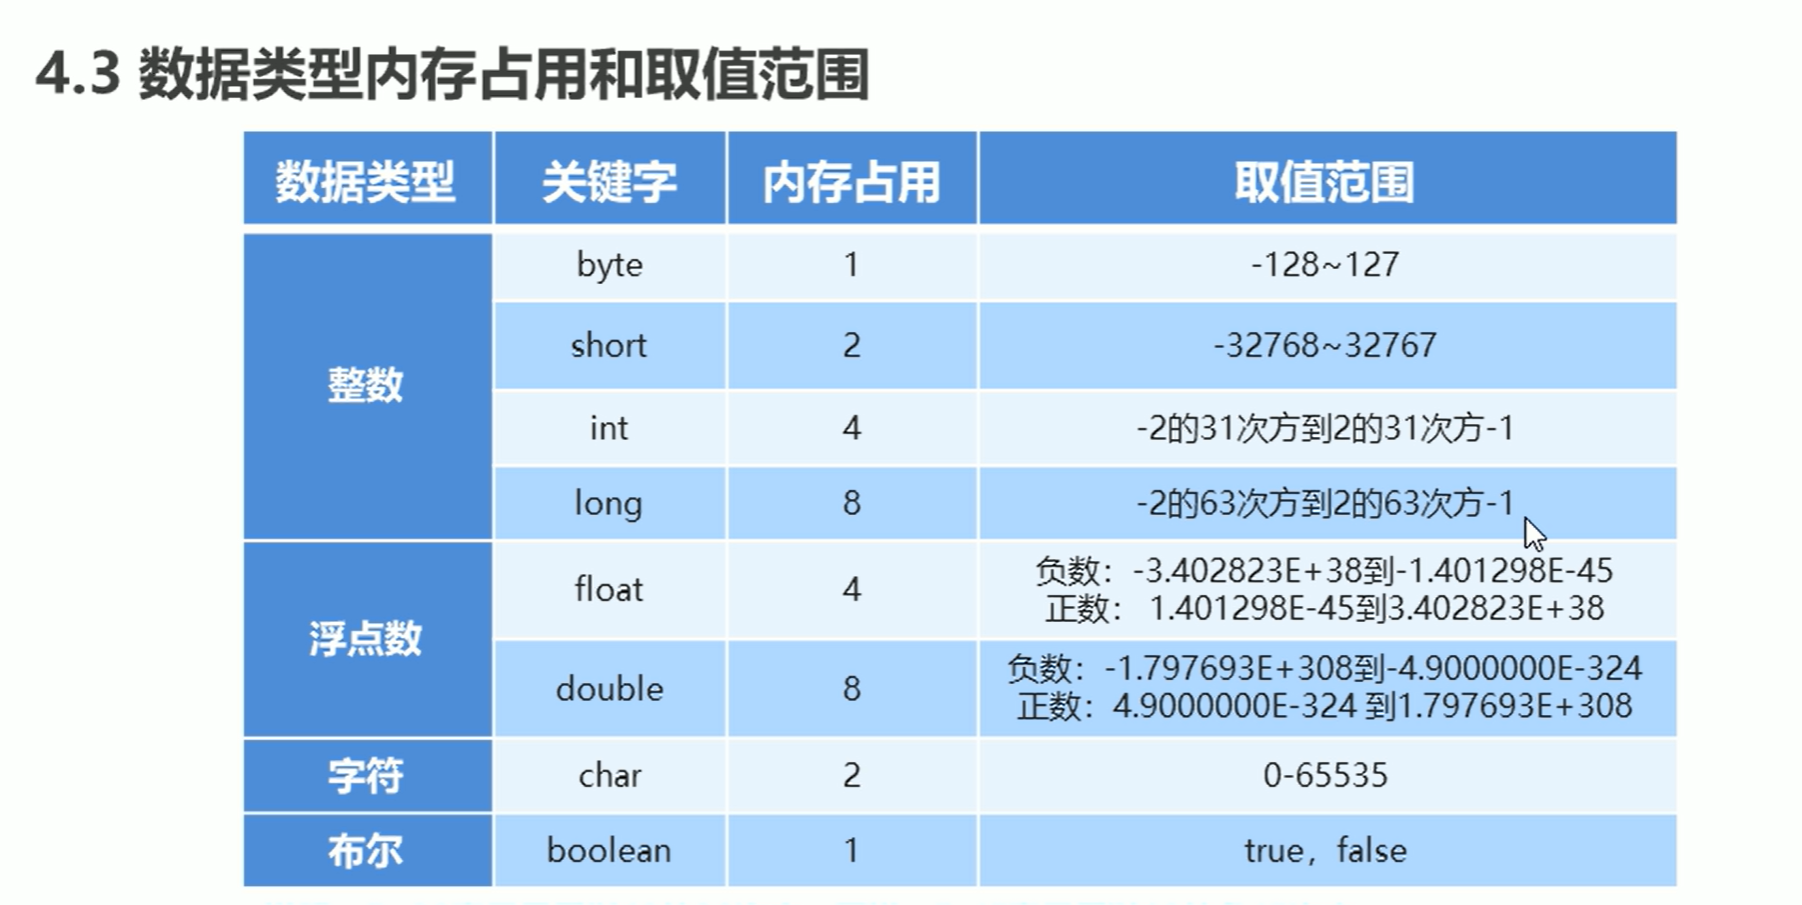 4.3 数据类型内存占用和取值范围
数据类型 关键字 内存占用 取值范围
整数 byte 1 -128~127
short 2 -32768~32767
int 4 -2的31次方到2的31次方-1
long 8 -2的63次方到2的63次方-1
浮点数 float 4 负数：-3.402823E+38到-1.401298E-45
正数： 1.401298E-45到3.402823E+38
double 8 负数：-1.797693E+308到-4.9000000E-324
正数：4.9000000E-324 到1.797693E+308
字符 char 2 0-65535
布尔 boolean 1 true，false